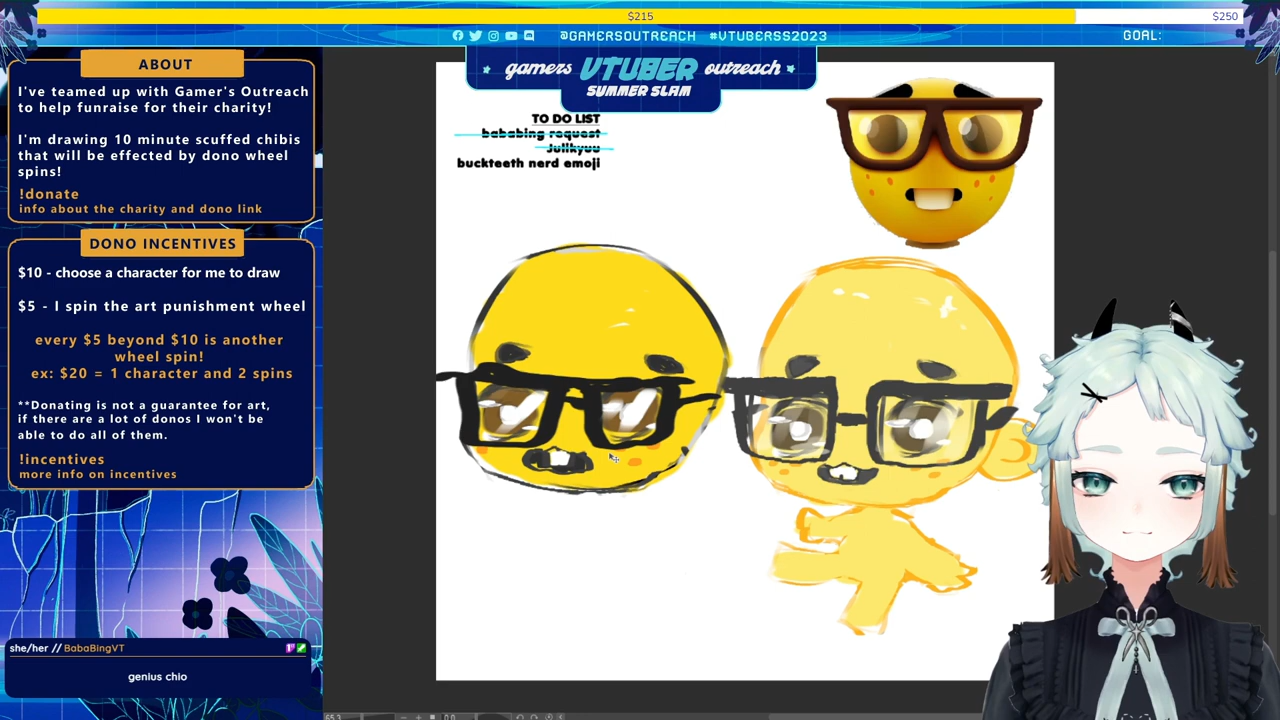 $215
$250
@GAMERSOUTREACH #VTUBERSS2023
GOAL:
gamers VTUBER outreach
SUMMER SLAM
ABOUT
I've teamed up with Gamer's Outreach
to help funraise for their charity!
I'm drawing 10 minute scuffed chibis
that will be effected by dono wheel
spins!
!donate
info about the charity and dono link
DONO INCENTIVES
$10 - choose a character for me to draw
$5 - I spin the art punishment wheel
every $5 beyond $10 is another
wheel spin!
ex: $20 = 1 character and 2 spins
**Donating is not a guarantee for art,
if there are a lot of donos I won't be
able to do all of them.
!incentives
more info on incentives
she/her // BabaBingVT
genius chio
TO DO LIST
bababing request
Julikyuu
buckteeth nerd emoji
65.3
0.0